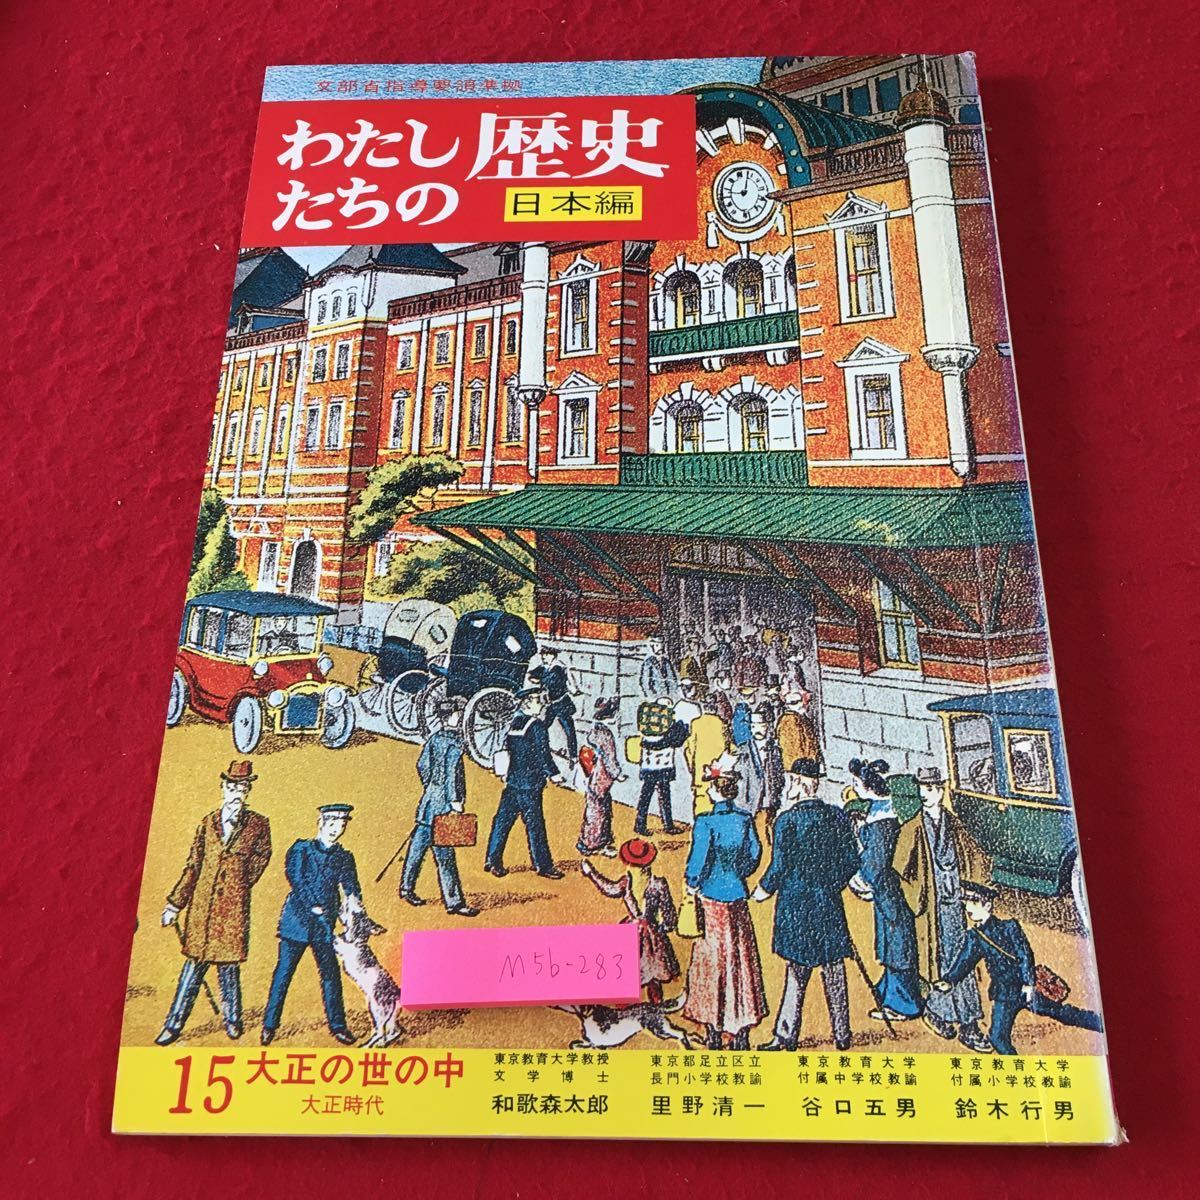 文部省指導要領準拠
わたしたちの歴史
日本編
M56-283
15 大正の世の中
大正時代
東京教育大学教授
文学博士
和歌森太郎
東京都足立区立
長門小学校教諭
里野清一
東京教育大学
付属中学校教諭
谷口五男
東京教育大学
付属小学校教諭
鈴木行男